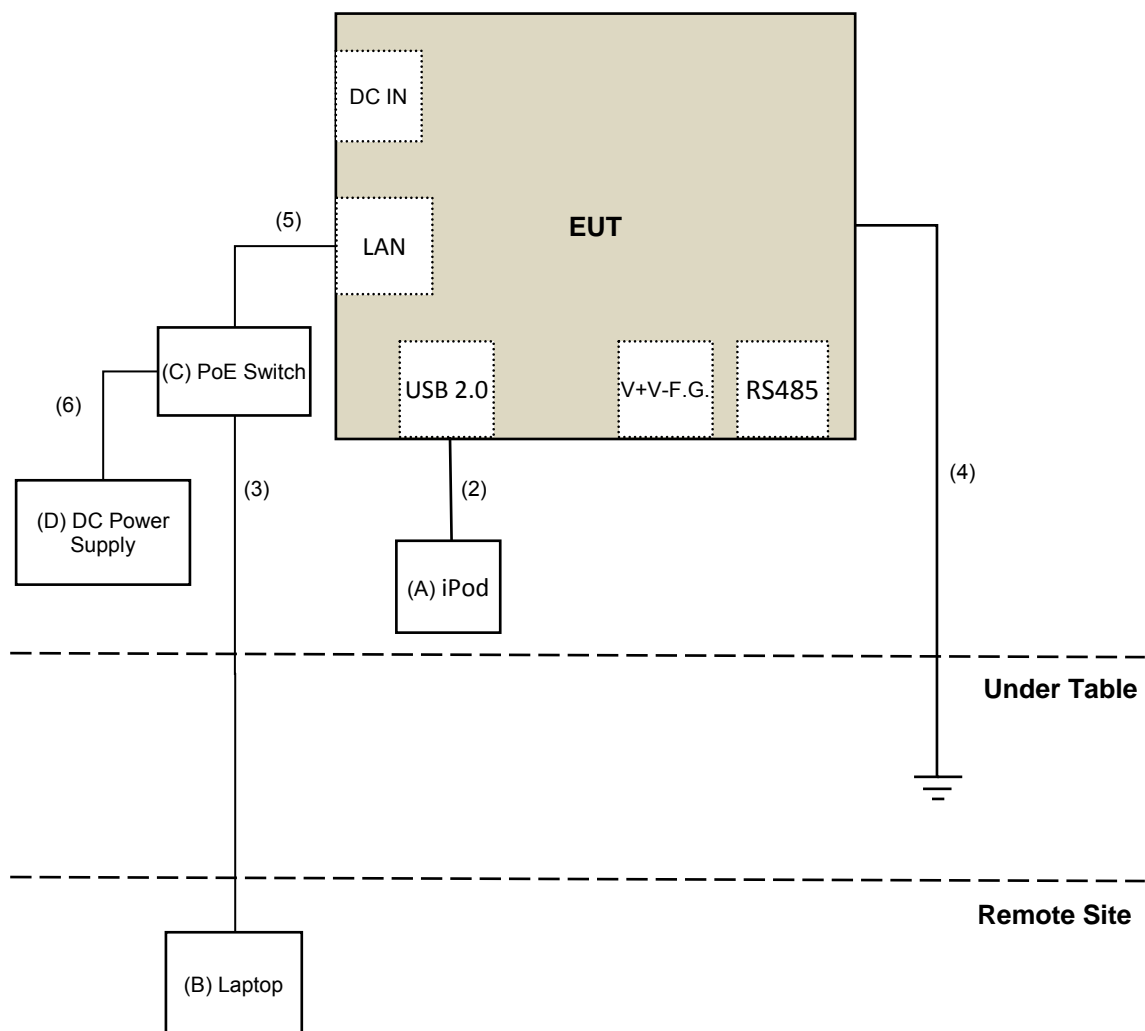 DC IN
(5)
LAN
EUT
(C) PoE Switch
(6)
USB 2.0
V+V-F.G.
RS485
(3)
(2)
(4)
(D) DC Power
Supply
(A) iPod
Under Table
Remote Site
(B) Laptop